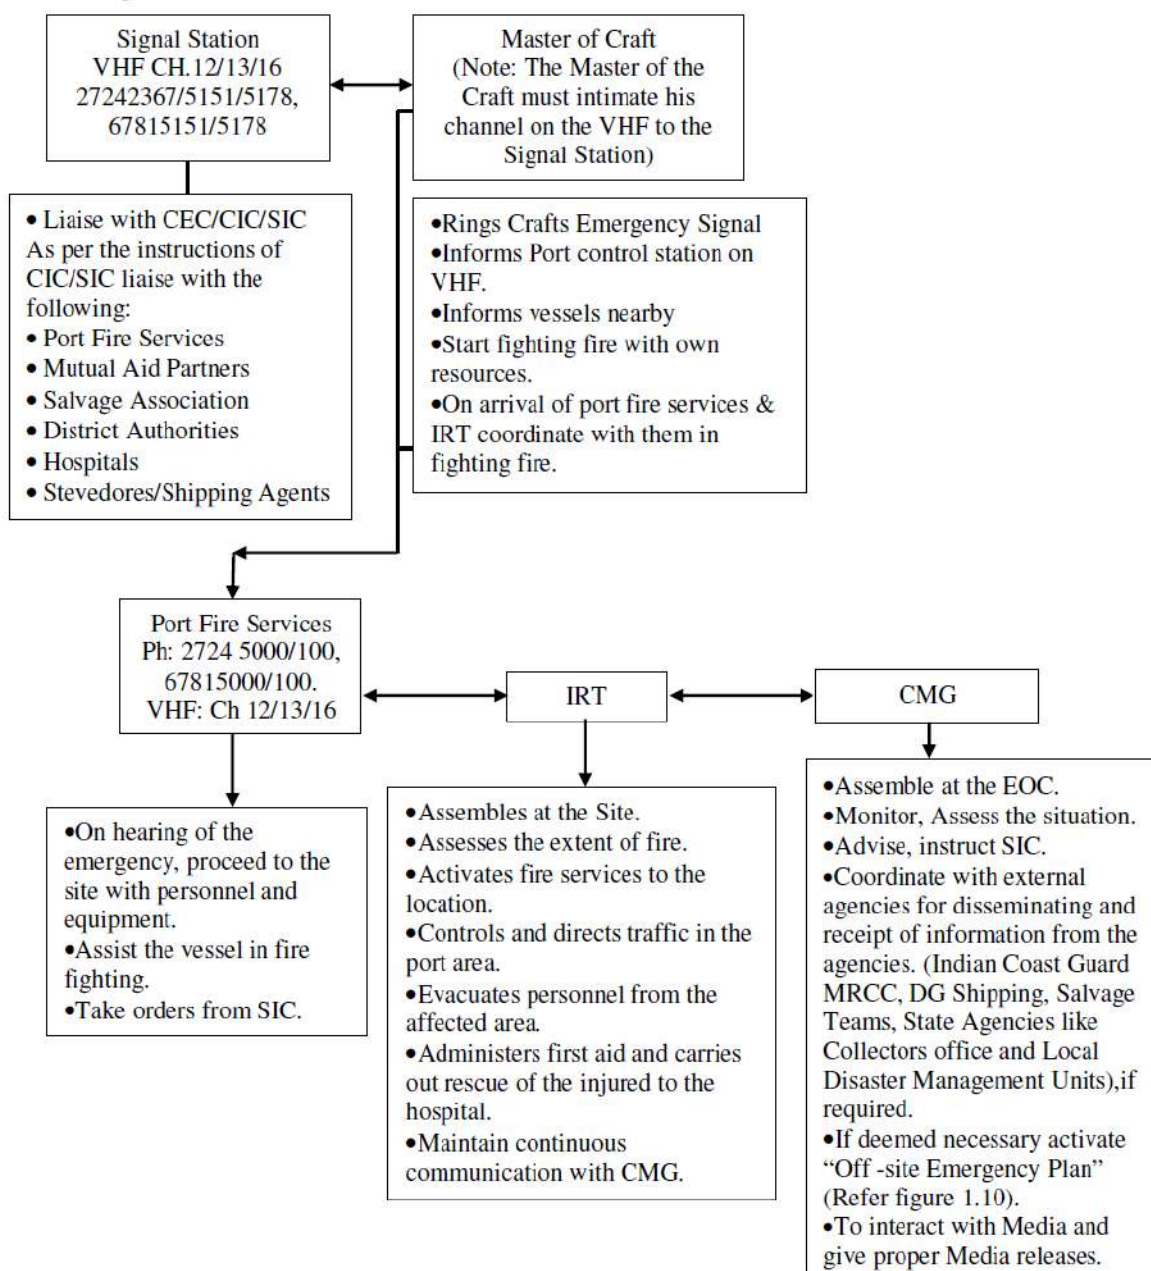 Signal Station
VHF CH.12/13/16
27242367/5151/5178,
67815151/5178
Master of Craft
(Note: The Master of the
Craft must intimate his
channel on the VHF to the
Signal Station)
• Liaise with CEC/CIC/SIC
As per the instructions of
CIC/SIC liaise with the
following:
• Port Fire Services
• Mutual Aid Partners
• Salvage Association
• District Authorities
• Hospitals
• Stevedores/Shipping Agents
•Rings Crafts Emergency Signal
•Informs Port control station on
VHF.
•Informs vessels nearby
•Start fighting fire with own
resources.
•On arrival of port fire services &
IRT coordinate with them in
fighting fire.
Port Fire Services
Ph: 2724 5000/100,
67815000/100.
VHF: Ch 12/13/16
IRT
CMG
•On hearing of the
emergency, proceed to the
site with personnel and
equipment.
•Assist the vessel in fire
fighting.
•Take orders from SIC.
•Assembles at the Site.
•Assesses the extent of fire.
•Activates fire services to the
location.
•Controls and directs traffic in the
port area.
•Evacuates personnel from the
affected area.
•Administers first aid and carries
out rescue of the injured to the
hospital.
•Maintain continuous
communication with CMG.
•Assemble at the EOC.
•Monitor, Assess the situation.
•Advise, instruct SIC.
•Coordinate with external
agencies for disseminating and
receipt of information from the
agencies. (Indian Coast Guard
MRCC, DG Shipping, Salvage
Teams, State Agencies like
Collectors office and Local
Disaster Management Units),if
required.
•If deemed necessary activate
“Off -site Emergency Plan”
(Refer figure 1.10).
•To interact with Media and
give proper Media releases.